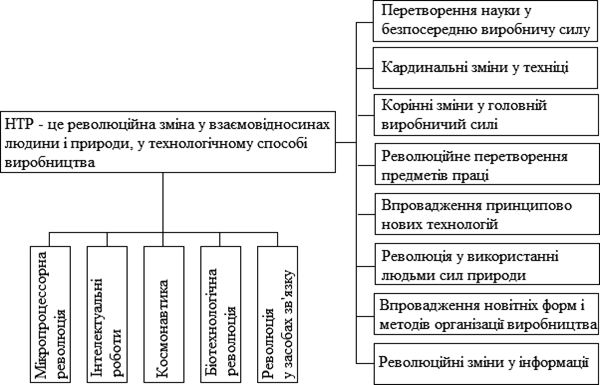 Перетворення науки у
безпосередню виробничу силу
Кардинальні зміни у техніці
Корінні зміни у головній
виробничий силі
Революційне перетворення
предметів праці
Впровадження принципово
нових технологій
Революція у використанні
людьми сил природи
Впровадження новітніх форм і
методів організації виробництва
Революційні зміни у інформації
НТР - це революційна зміна у взаємовідносинах
людини і природи, у технологічному способі
виробництва
Мікропроцессорна
революція
Інтелектуальні
роботи
Космонавтика
Біотехнологічна
революція
Революція
у засобах зв'язку